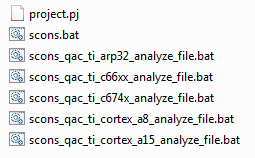 project.pj
scons.bat
scons_qac_ti_arp32_analyze_file.bat
scons_qac_ti_c66xx_analyze_file.bat
scons_qac_ti_c674x_analyze_file.bat
scons_qac_ti_cortex_a8_analyze_file.bat
scons_qac_ti_cortex_a15_analyze_file.bat